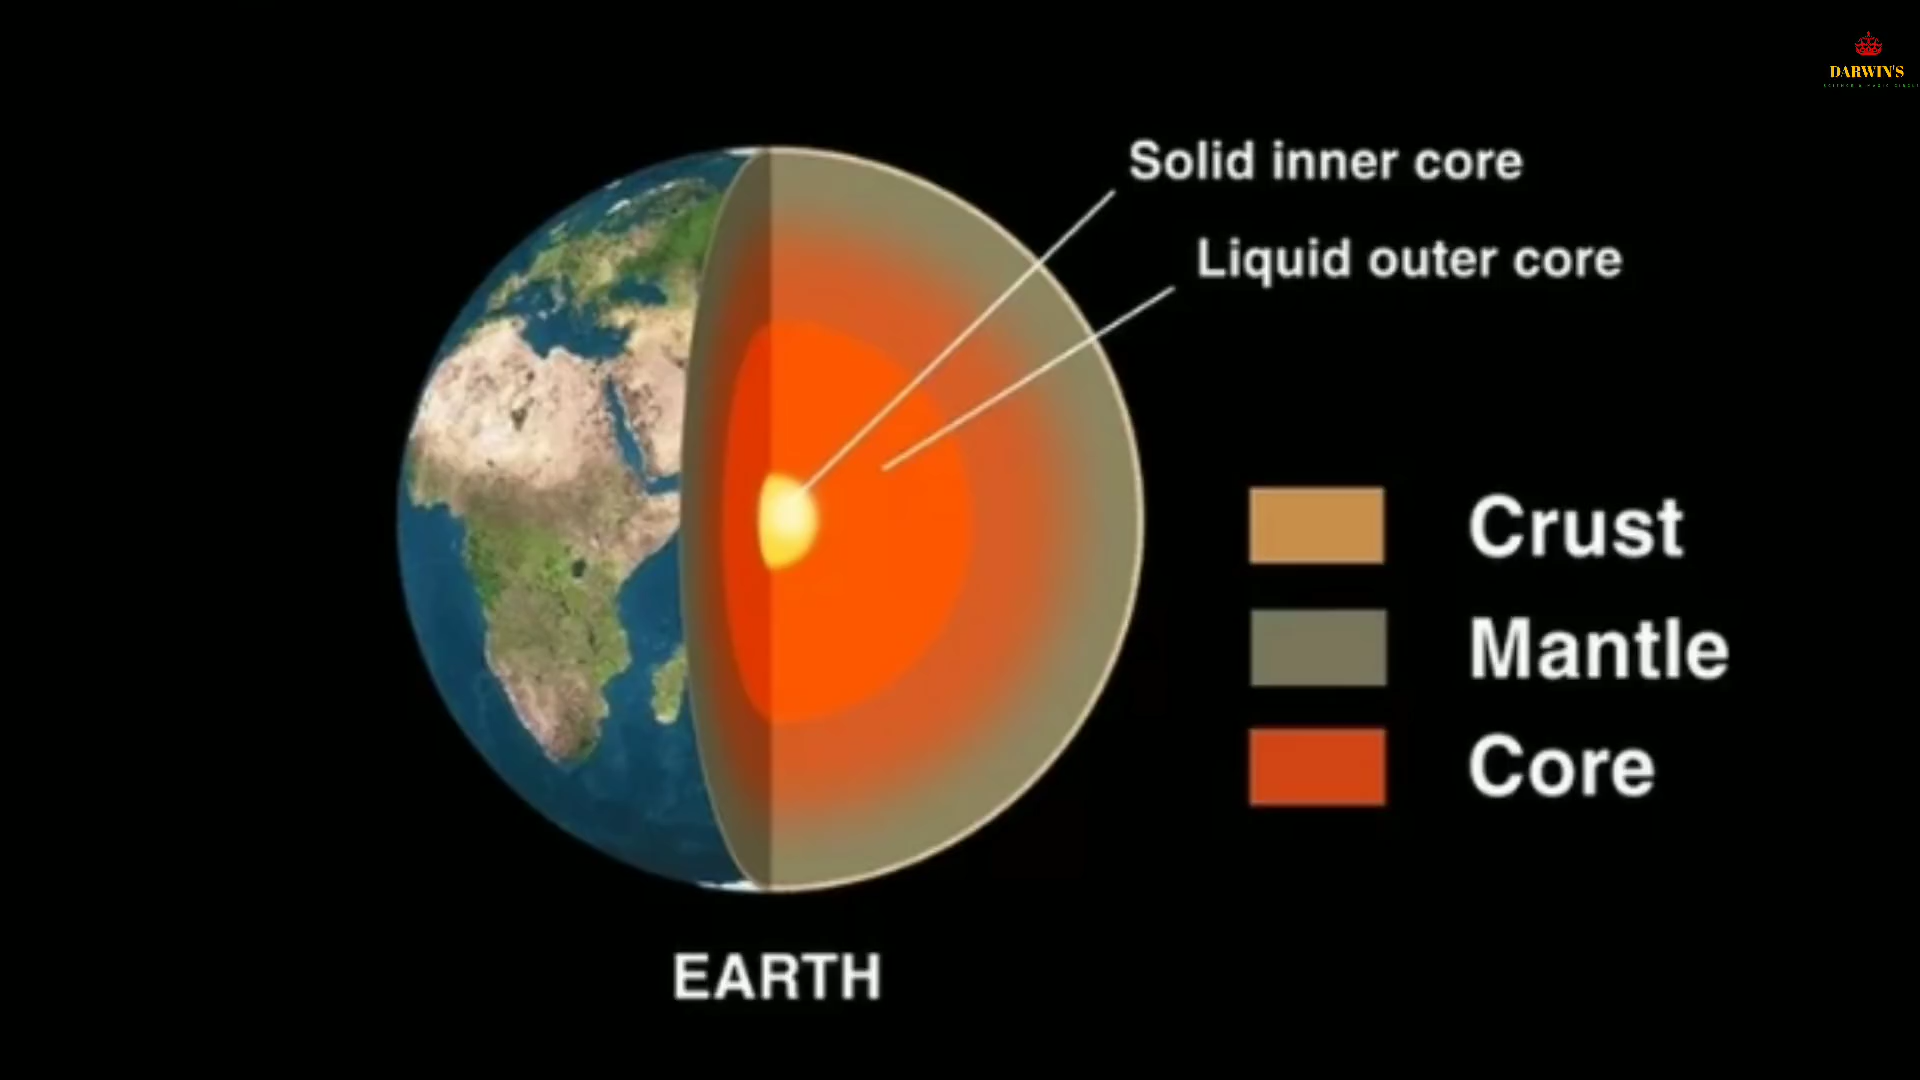 DARWIN'S
Solid inner core
Liquid outer core
Crust
Mantle
Core
EARTH